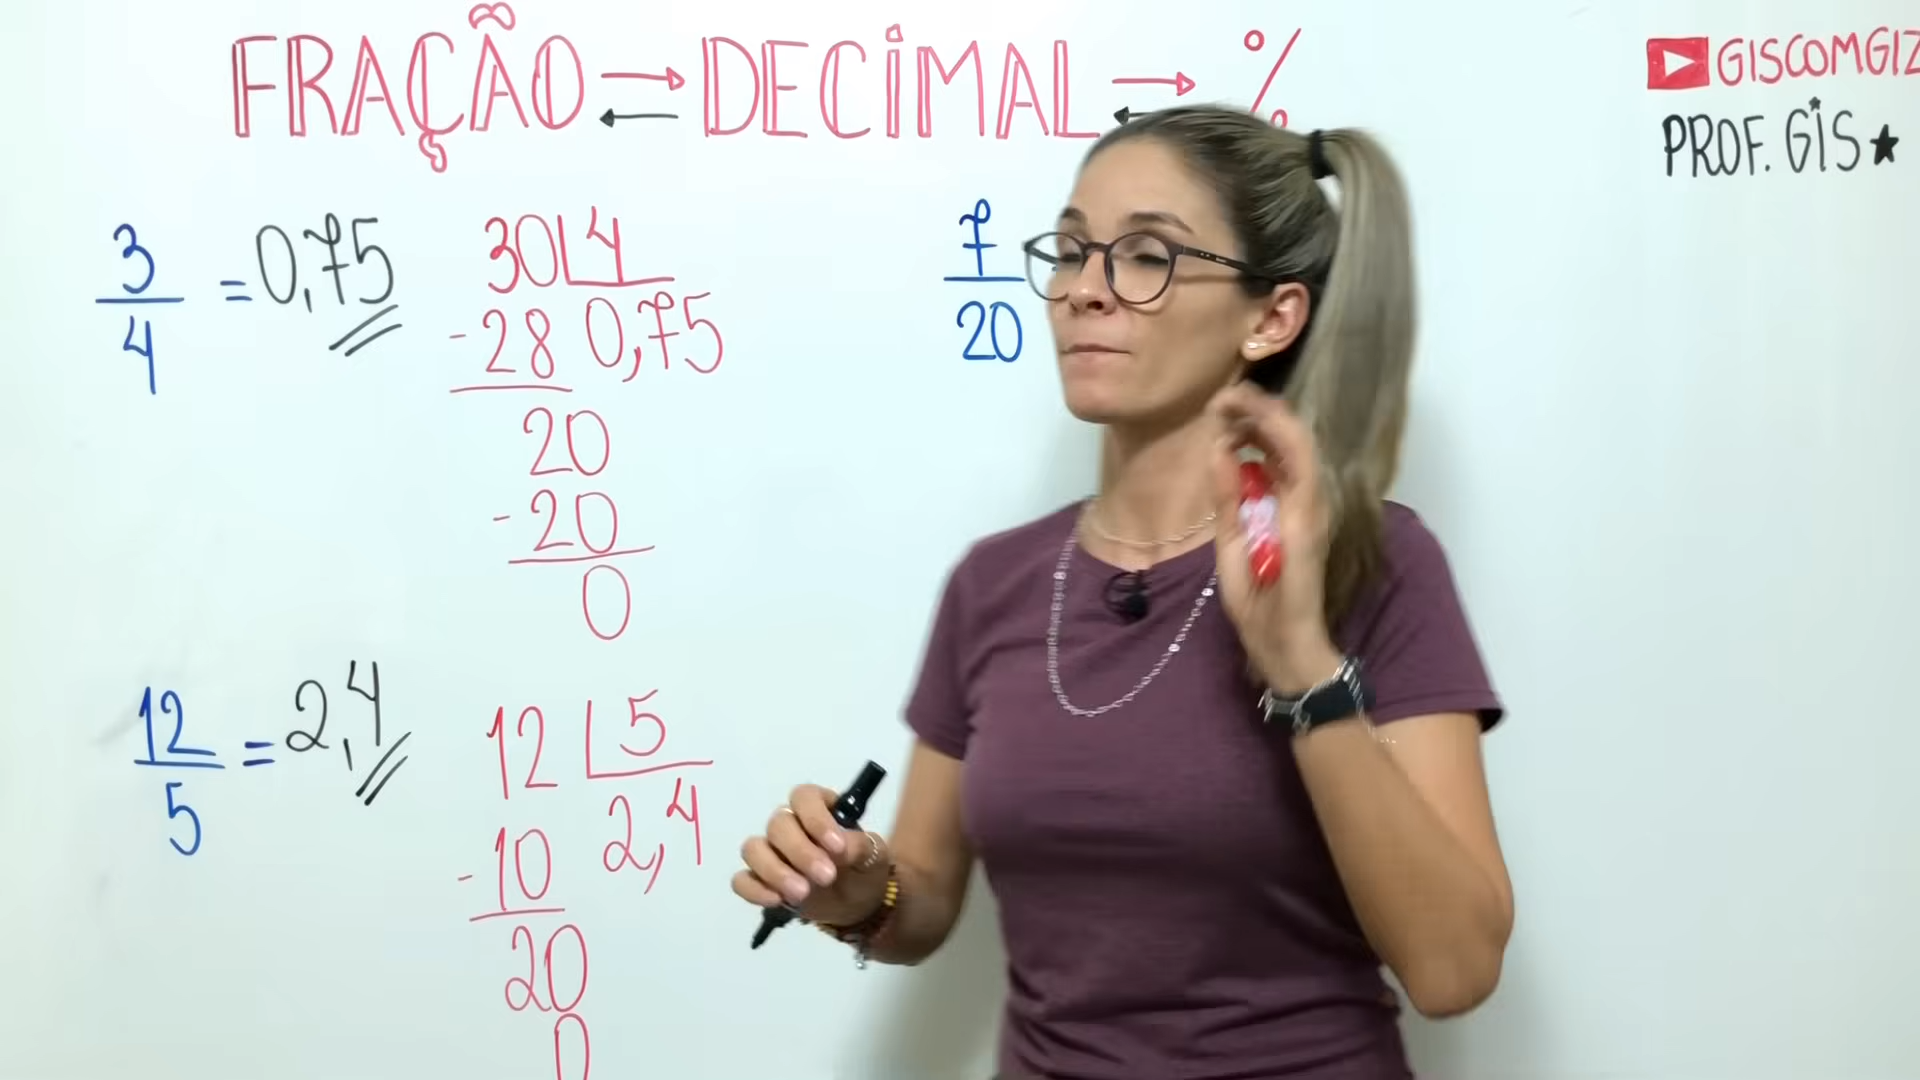 FRAÇÃO → DECIMAL → %
← ←
GISCOMGIZ
PROF. GIS ★
3/4 = 0,75
30 | 4
- 28 0,75
20
- 20
0
7/20
12/5 = 2,4
12 | 5
- 10 2,4
20
0